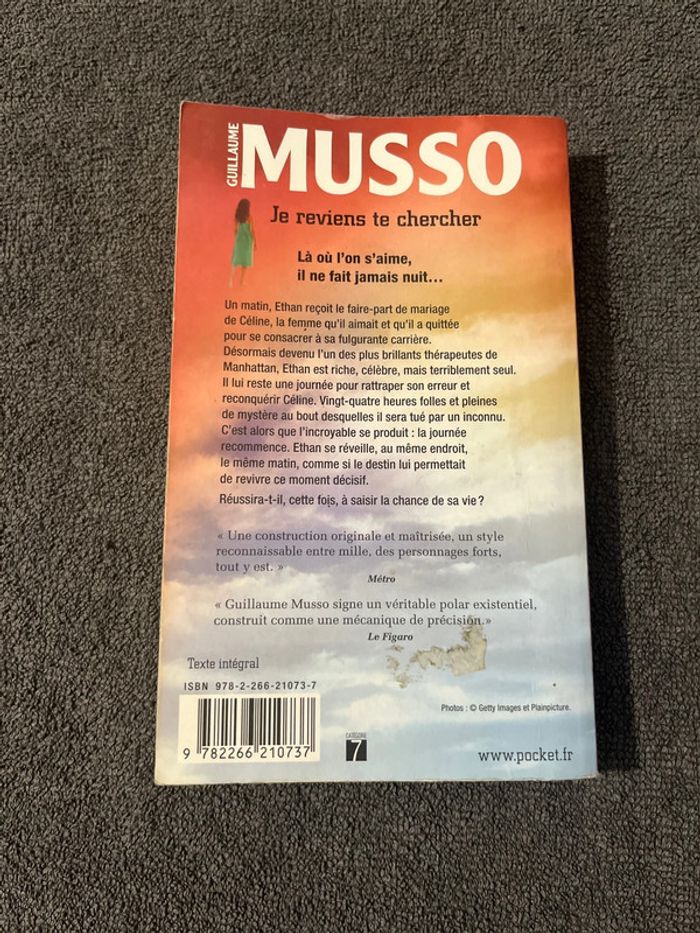 GUILLAUME
MUSSO
Je reviens te chercher
Là où l'on s'aime,
il ne fait jamais nuit...
Un matin, Ethan reçoit le faire-part de mariage
de Céline, la femme qu'il aimait et qu'il a quittée
pour se consacrer à sa fulgurante carrière.
Désormais devenu l'un des plus brillants thérapeutes de
Manhattan, Ethan est riche, célèbre, mais terriblement seul.
Il lui reste une journée pour rattraper son erreur et
reconquérir Céline. Vingt-quatre heures folles et pleines
de mystère au bout desquelles il sera tué par un inconnu.
C'est alors que l'incroyable se produit : la journée
recommence. Ethan se réveille, au même endroit,
le même matin, comme si le destin lui permettait
de revivre ce moment décisif.
Réussira-t-il, cette fois, à saisir la chance de sa vie ?
« Une construction originale et maîtrisée, un style
reconnaissable entre mille, des personnages forts,
tout y est. »
Métro
« Guillaume Musso signe un véritable polar existentiel,
construit comme une mécanique de précision.»
Le Figaro
Texte intégral
ISBN 978-2-266-21073-7
Photos : © Getty Images et Plainpicture.
9 782266 210737
CATÉGORIE
7
www.pocket.fr